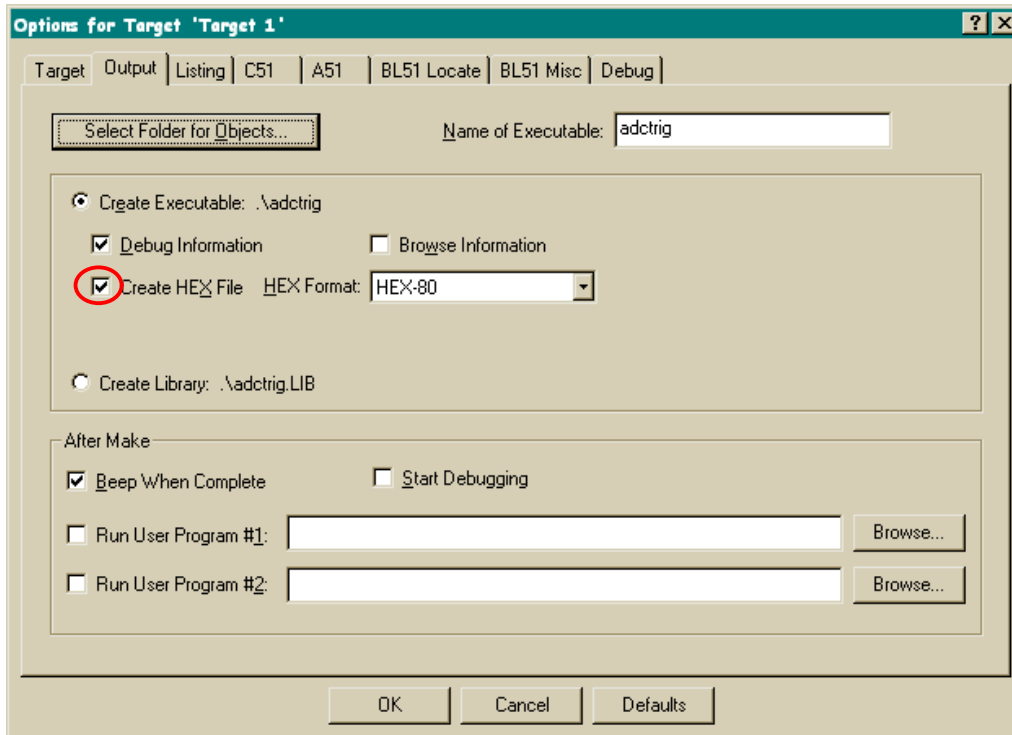 Options for Target 'Target 1'
Target Output Listing C51 A51 BL51 Locate BL51 Misc Debug
Select Folder for Objects... Name of Executable: adctrig
Create Executable: .\adctrig
Debug Information Browse Information
Create HEX File HEX Format: HEX-80
Create Library: .\adctrig.LIB
After Make
Beep When Complete Start Debugging
Run User Program #1: Browse...
Run User Program #2: Browse...
OK Cancel Defaults